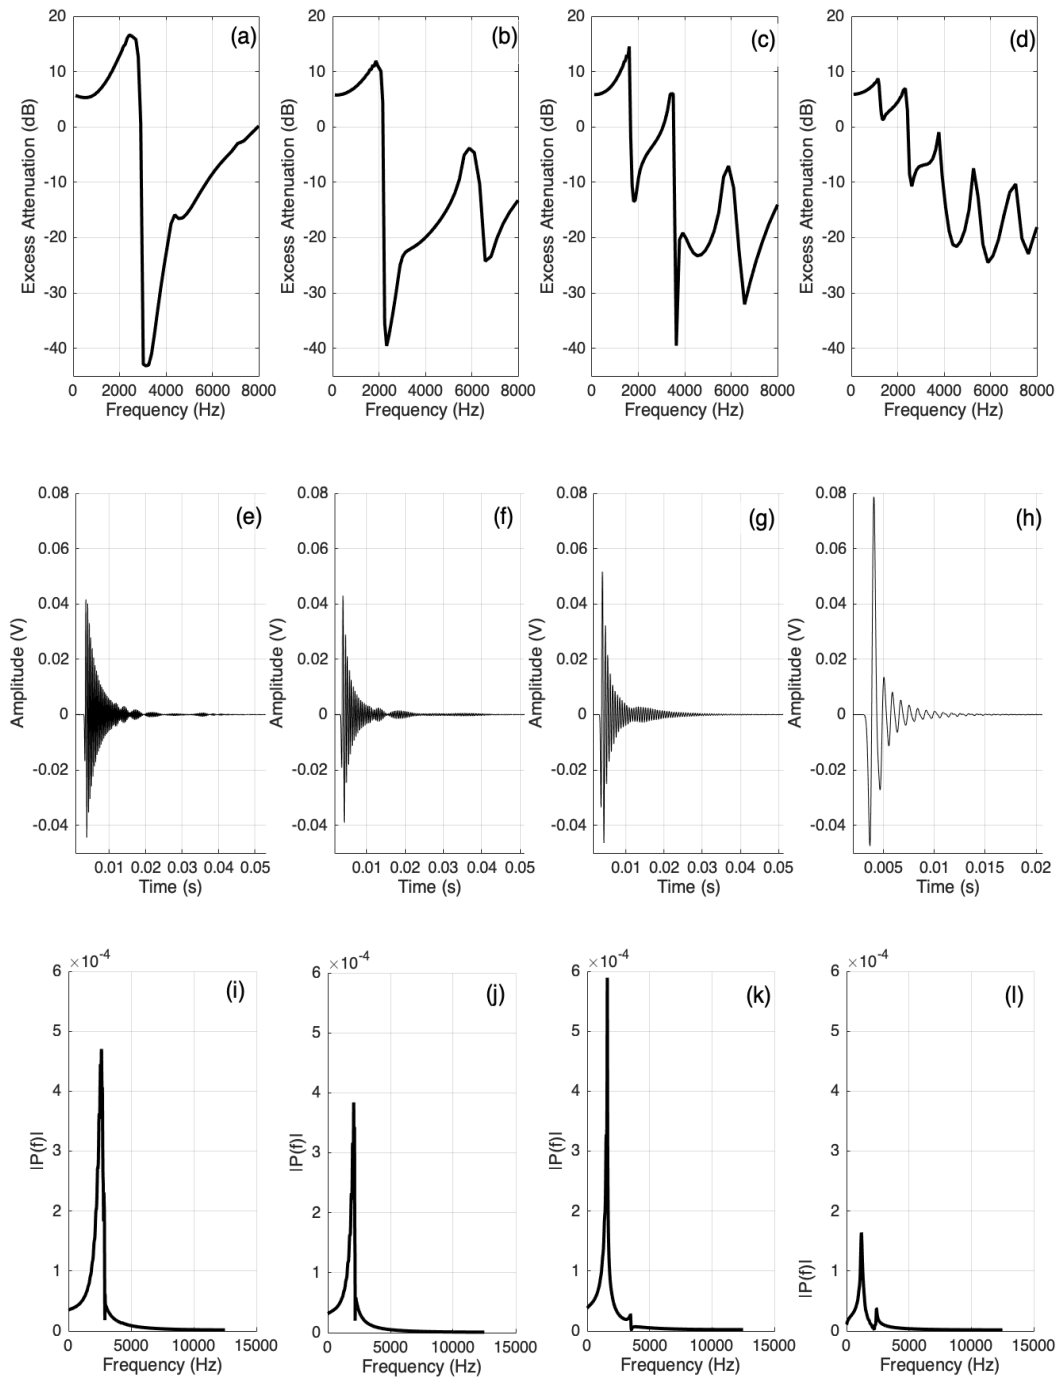 20
10
0
-10
-20
-30
-40
Excess Attenuation (dB)
(a)
0 2000 4000 6000 8000
Frequency (Hz)
20
10
0
-10
-20
-30
-40
Excess Attenuation (dB)
(b)
0 2000 4000 6000 8000
Frequency (Hz)
20
10
0
-10
-20
-30
-40
Excess Attenuation (dB)
(c)
0 2000 4000 6000 8000
Frequency (Hz)
20
10
0
-10
-20
-30
-40
Excess Attenuation (dB)
(d)
0 2000 4000 6000 8000
Frequency (Hz)
0.08
0.06
0.04
0.02
0
-0.02
-0.04
Amplitude (V)
(e)
0.01 0.02 0.03 0.04 0.05
Time (s)
0.08
0.06
0.04
0.02
0
-0.02
-0.04
Amplitude (V)
(f)
0.01 0.02 0.03 0.04 0.05
Time (s)
0.08
0.06
0.04
0.02
0
-0.02
-0.04
Amplitude (V)
(g)
0.01 0.02 0.03 0.04 0.05
Time (s)
0.08
0.06
0.04
0.02
0
-0.02
-0.04
Amplitude (V)
(h)
0.005 0.01 0.015 0.02
Time (s)
×10⁻⁴
6
5
4
3
2
1
0
|P(f)|
(i)
0 5000 10000 15000
Frequency (Hz)
×10⁻⁴
6
5
4
3
2
1
0
|P(f)|
(j)
0 5000 10000 15000
Frequency (Hz)
×10⁻⁴
6
5
4
3
2
1
0
|P(f)|
(k)
0 5000 10000 15000
Frequency (Hz)
×10⁻⁴
6
5
4
3
2
1
0
|P(f)|
(l)
0 5000 10000 15000
Frequency (Hz)